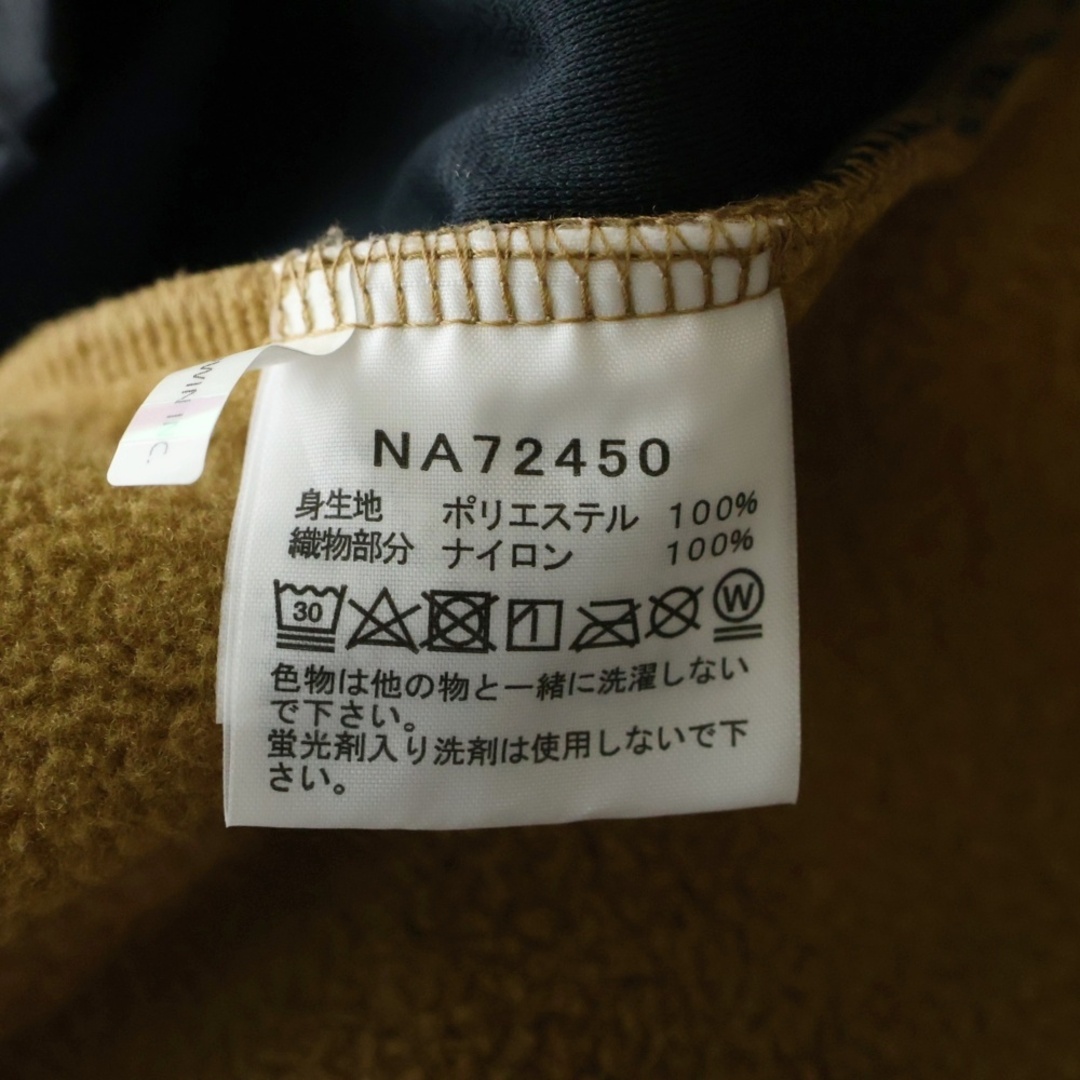 WIN INC.
NA72450
身生地 ポリエステル 100%
織物部分 ナイロン 100%
30 W
色物は他の物と一緒に洗濯しない
で下さい。
蛍光剤入り洗剤は使用しないで下
さい。